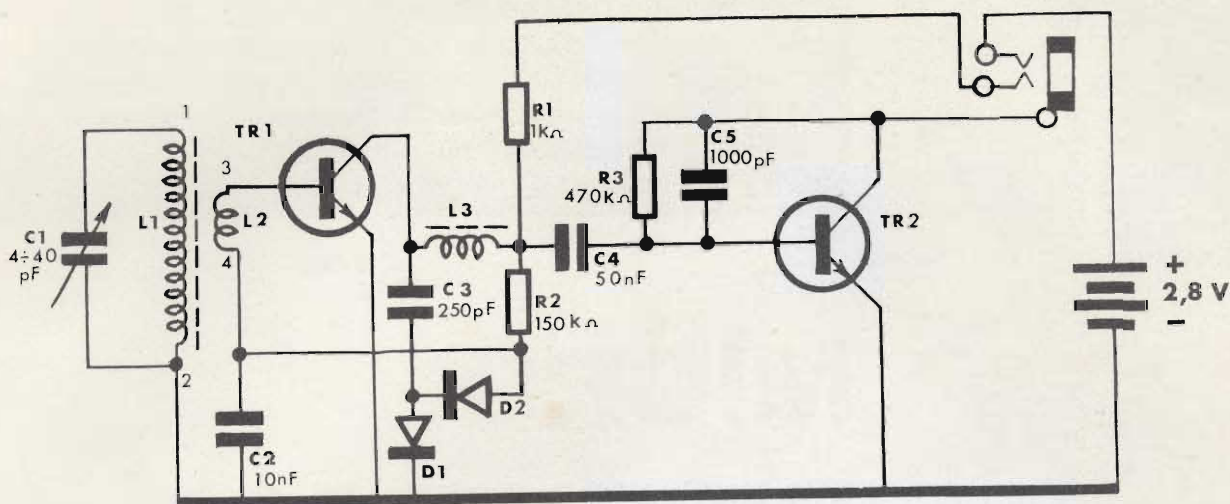 1
TR1
3
C1
4÷40
pF
L1
L2
4
2
C2
10nF
L3
C3
250pF
R1
1kΩ
R2
150kΩ
D2
D1
C4
50nF
R3
470kΩ
C5
1000pF
TR2
+
2,8 V
-